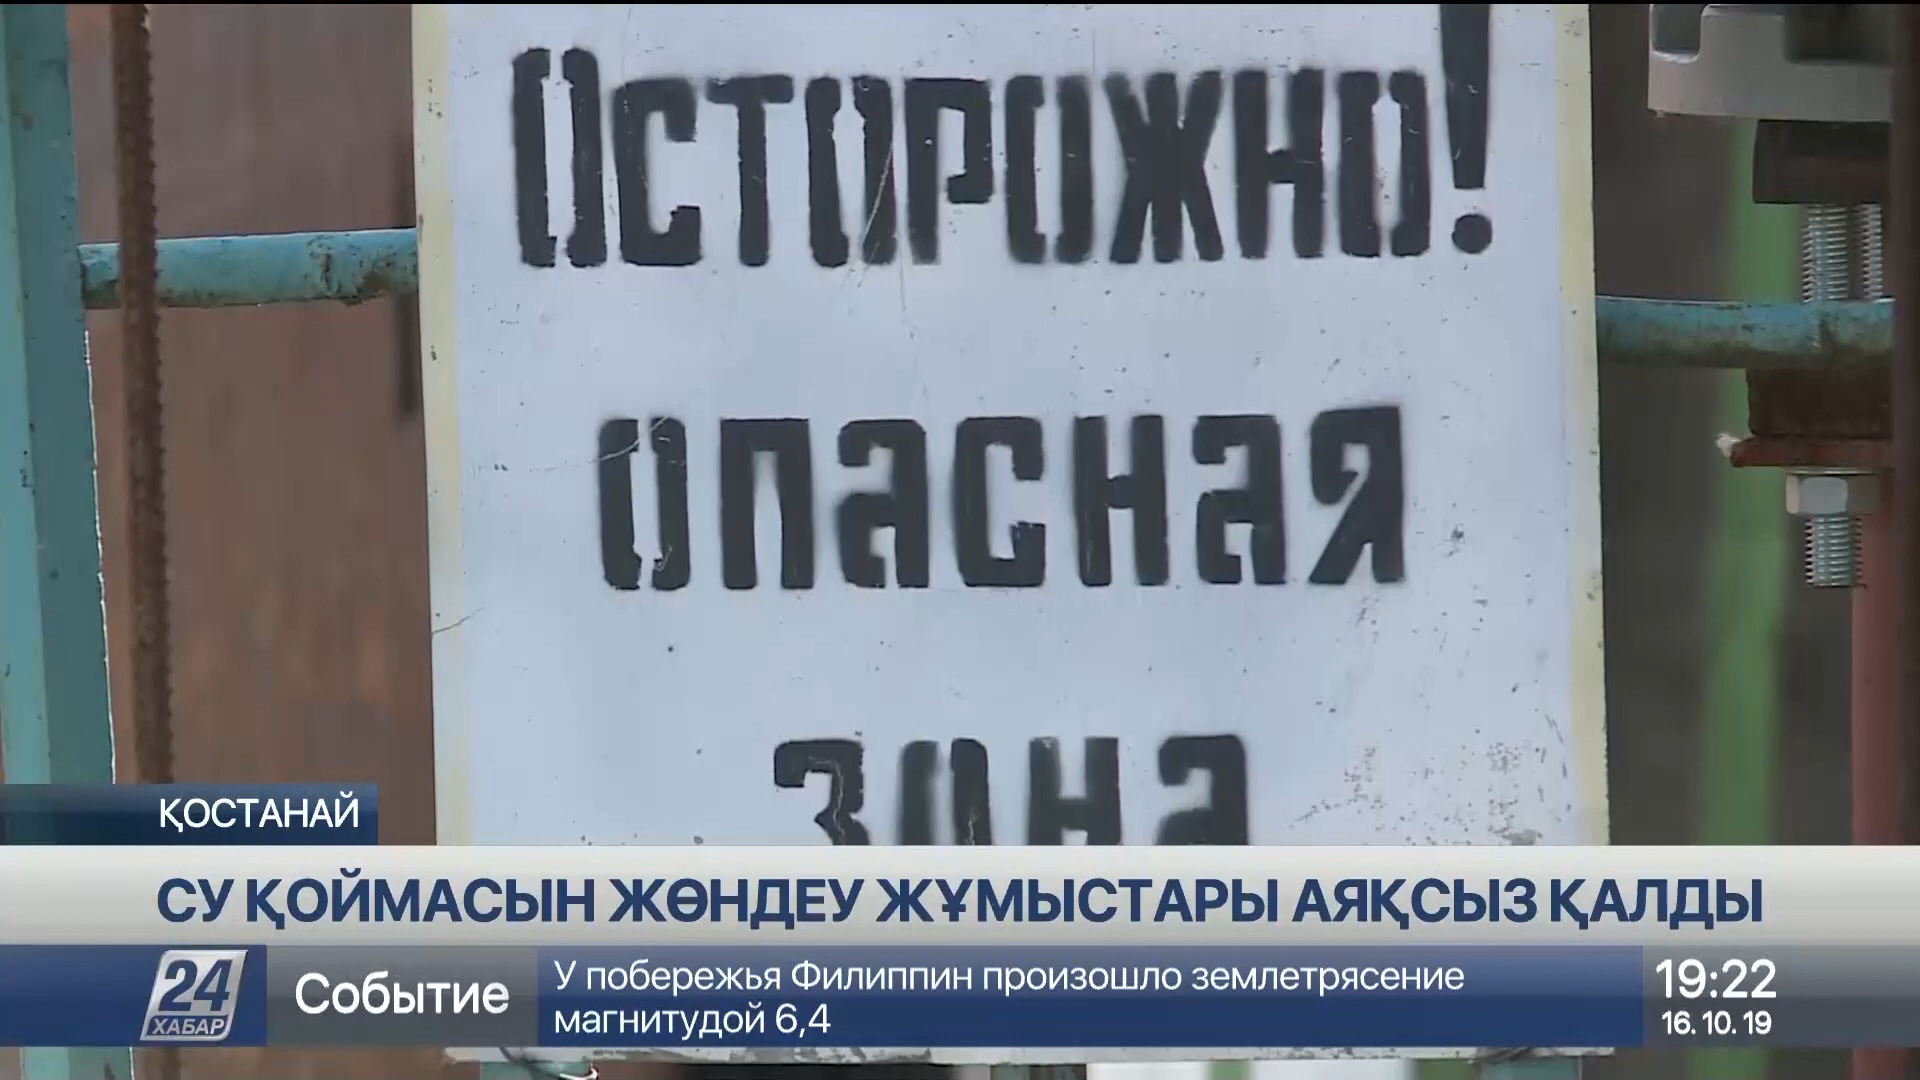 Осторожно!
опасная
зона
ҚОСТАНАЙ
СУ ҚОЙМАСЫН ЖӨНДЕУ ЖҰМЫСТАРЫ АЯҚСЫЗ ҚАЛДЫ
24
ХАБАР
Событие
У побережья Филиппин произошло землетрясение
магнитудой 6,4
19:22
16. 10. 19